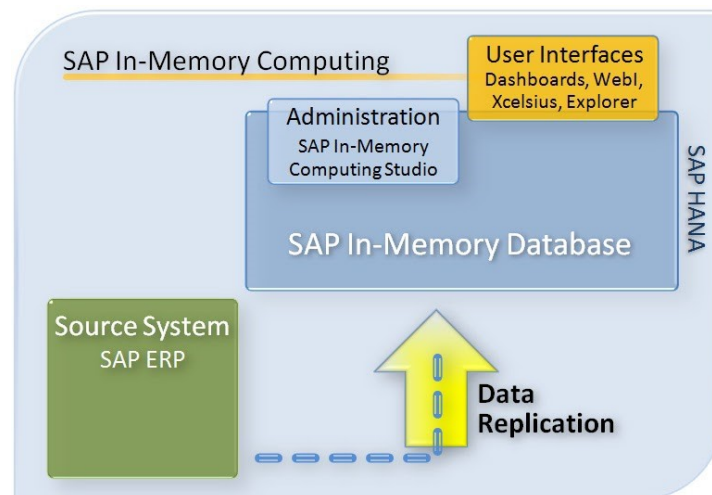 SAP In-Memory Computing
User Interfaces
Dashboards, WebI,
Xcelsius, Explorer
Administration
SAP In-Memory
Computing Studio
SAP HANA
SAP In-Memory Database
Source System
SAP ERP
Data
Replication